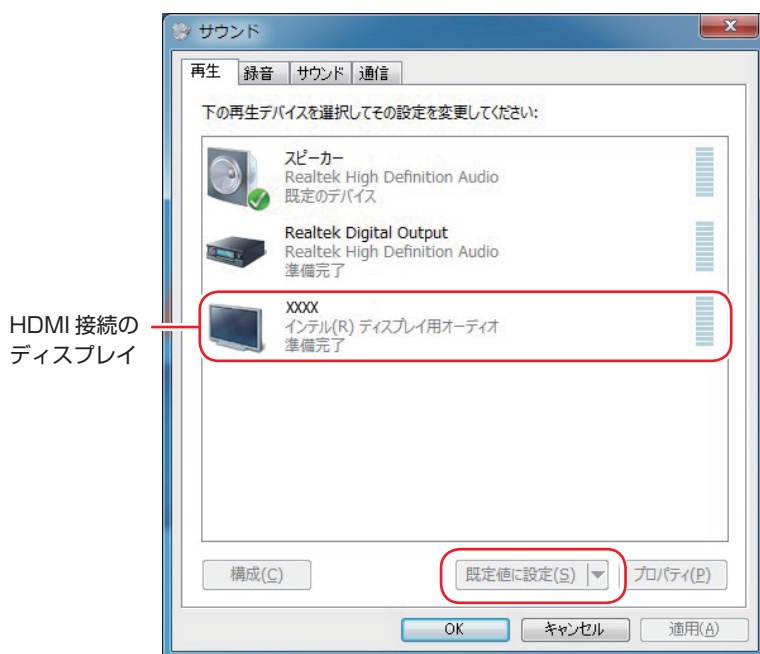 サウンド
再生 録音 サウンド 通信
下の再生デバイスを選択してその設定を変更してください:
スピーカー
Realtek High Definition Audio
既定のデバイス
Realtek Digital Output
Realtek High Definition Audio
準備完了
HDMI 接続の
ディスプレイ
XXXX
インテル(R) ディスプレイ用オーディオ
準備完了
構成(C) 既定値に設定(S) プロパティ(P)
OK キャンセル 適用(A)